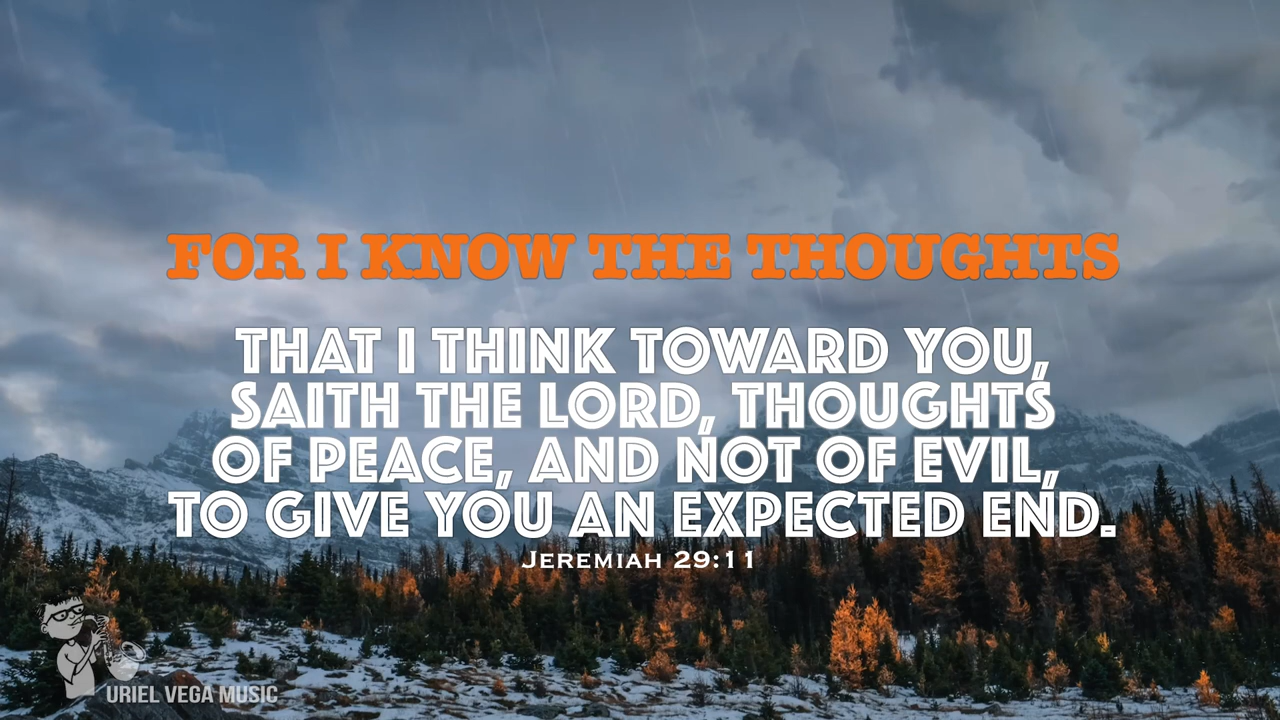 FOR I KNOW THE THOUGHTS
THAT I THINK TOWARD YOU,
SAITH THE LORD, THOUGHTS
OF PEACE, AND NOT OF EVIL,
TO GIVE YOU AN EXPECTED END.
JEREMIAH 29:11
URIEL VEGA MUSIC